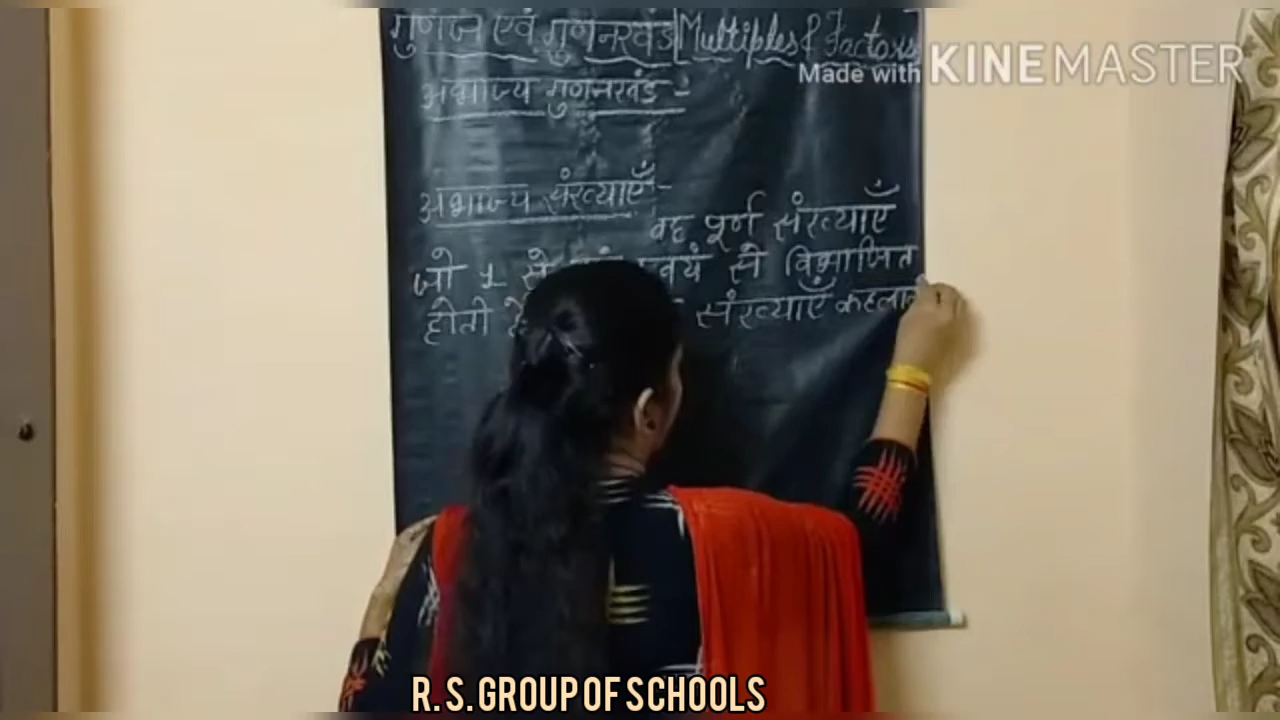 गुणज एवं गुणनखंड | Multiples & Factors
Made with KINEMASTER
अभाज्य गुणनखंड :-
अभाज्य संख्याएँ :-
वह पूर्ण संख्याएँ
जो 1 से स्वयं से विभाजित
होती संख्याएँ कहला
R. S. GROUP OF SCHOOLS